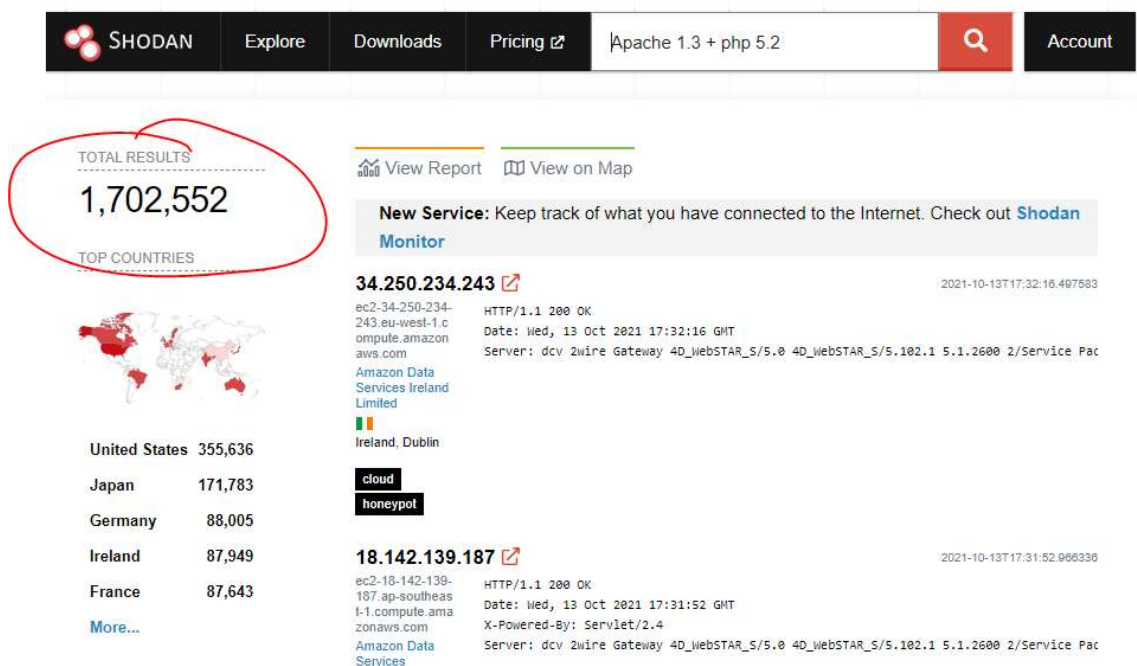 SHODAN Explore Downloads Pricing Apache 1.3 + php 5.2 Account
TOTAL RESULTS
1,702,552
TOP COUNTRIES
United States 355,636
Japan 171,783
Germany 88,005
Ireland 87,949
France 87,643
More...
View Report View on Map
New Service: Keep track of what you have connected to the Internet. Check out Shodan
Monitor
34.250.234.243
2021-10-13T17:32:16.497583
ec2-34-250-234-
243.eu-west-1.c
ompute.amazon
aws.com
Amazon Data
Services Ireland
Limited
Ireland, Dublin
cloud
honeypot
HTTP/1.1 200 OK
Date: Wed, 13 Oct 2021 17:32:16 GMT
Server: dcv 2wire Gateway 4D_WebSTAR_S/5.0 4D_WebSTAR_S/5.102.1 5.1.2600 2/Service Pac
18.142.139.187
2021-10-13T17:31:52.966336
ec2-18-142-139-
187.ap-southeas
t-1.compute.ama
zonaws.com
Amazon Data
Services
HTTP/1.1 200 OK
Date: Wed, 13 Oct 2021 17:31:52 GMT
X-Powered-By: Servlet/2.4
Server: dcv 2wire Gateway 4D_WebSTAR_S/5.0 4D_WebSTAR_S/5.102.1 5.1.2600 2/Service Pac